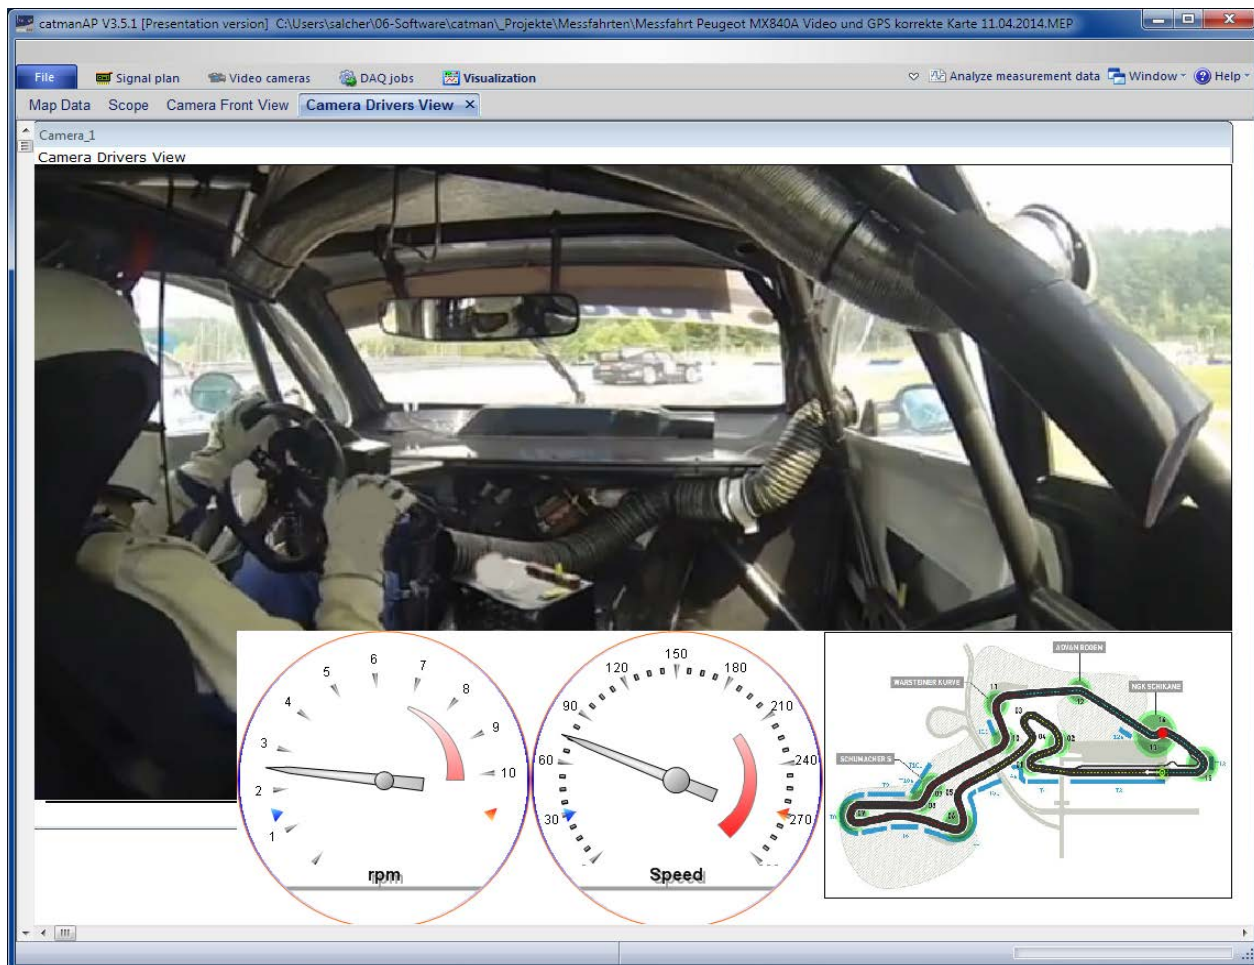 catmanAP V3.5.1 [Presentation version] C:\Users\salcher\06-Software\catman\_Projekte\Messfahrten\Messfahrt Peugeot MX840A Video und GPS korrekte Karte 11.04.2014.MEP
File Signal plan Video cameras DAQ jobs Visualization Analyze measurement data Window Help
Map Data Scope Camera Front View Camera Drivers View
Camera_1
Camera Drivers View
1 2 3 4 5 6 7 8 9 10
rpm
30 60 90 120 150 180 210 240 270
Speed
ADVAN BOGEN
WARSTEINER KURVE
NGK SCHIKANE
SCHUMACHER S